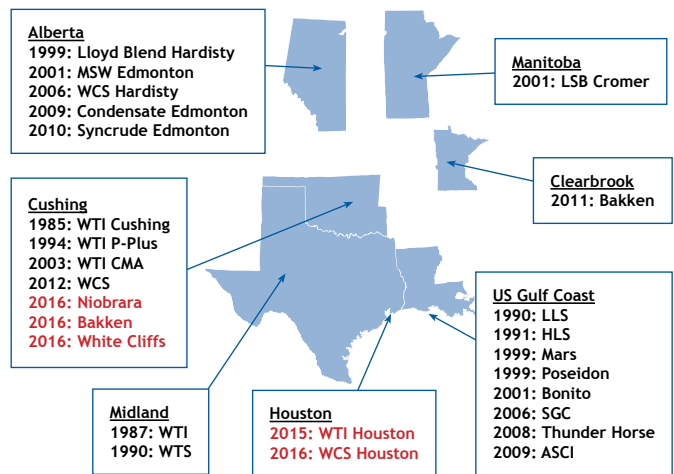 Alberta
1999: Lloyd Blend Hardisty
2001: MSW Edmonton
2006: WCS Hardisty
2009: Condensate Edmonton
2010: Syncrude Edmonton
Manitoba
2001: LSB Cromer
Clearbrook
2011: Bakken
Cushing
1985: WTI Cushing
1994: WTI P-Plus
2003: WTI CMA
2012: WCS
2016: Niobrara
2016: Bakken
2016: White Cliffs
US Gulf Coast
1990: LLS
1991: HLS
1999: Mars
1999: Poseidon
2001: Bonito
2006: SGC
2008: Thunder Horse
2009: ASCI
Midland
1987: WTI
1990: WTS
Houston
2015: WTI Houston
2016: WCS Houston